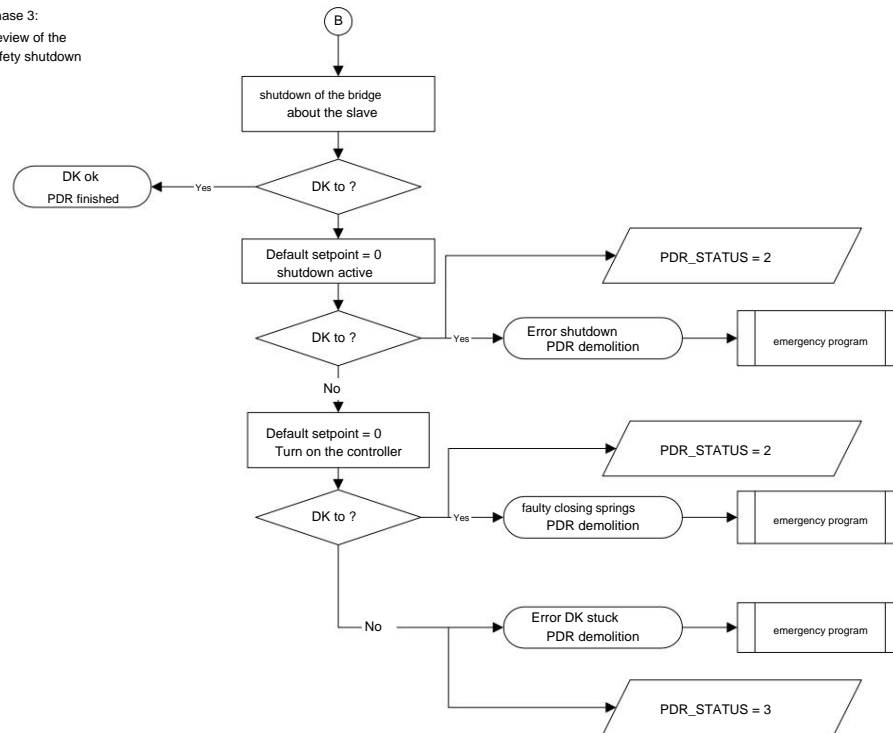 hase 3:
eview of the
fety shutdown
B
shutdown of the bridge
about the slave
DK ok
PDR finished
Yes
DK to ?
Default setpoint = 0
shutdown active
PDR_STATUS = 2
DK to ?
Yes
Error shutdown
PDR demolition
emergency program
No
Default setpoint = 0
Turn on the controller
PDR_STATUS = 2
DK to ?
Yes
faulty closing springs
PDR demolition
emergency program
No
Error DK stuck
PDR demolition
emergency program
PDR_STATUS = 3